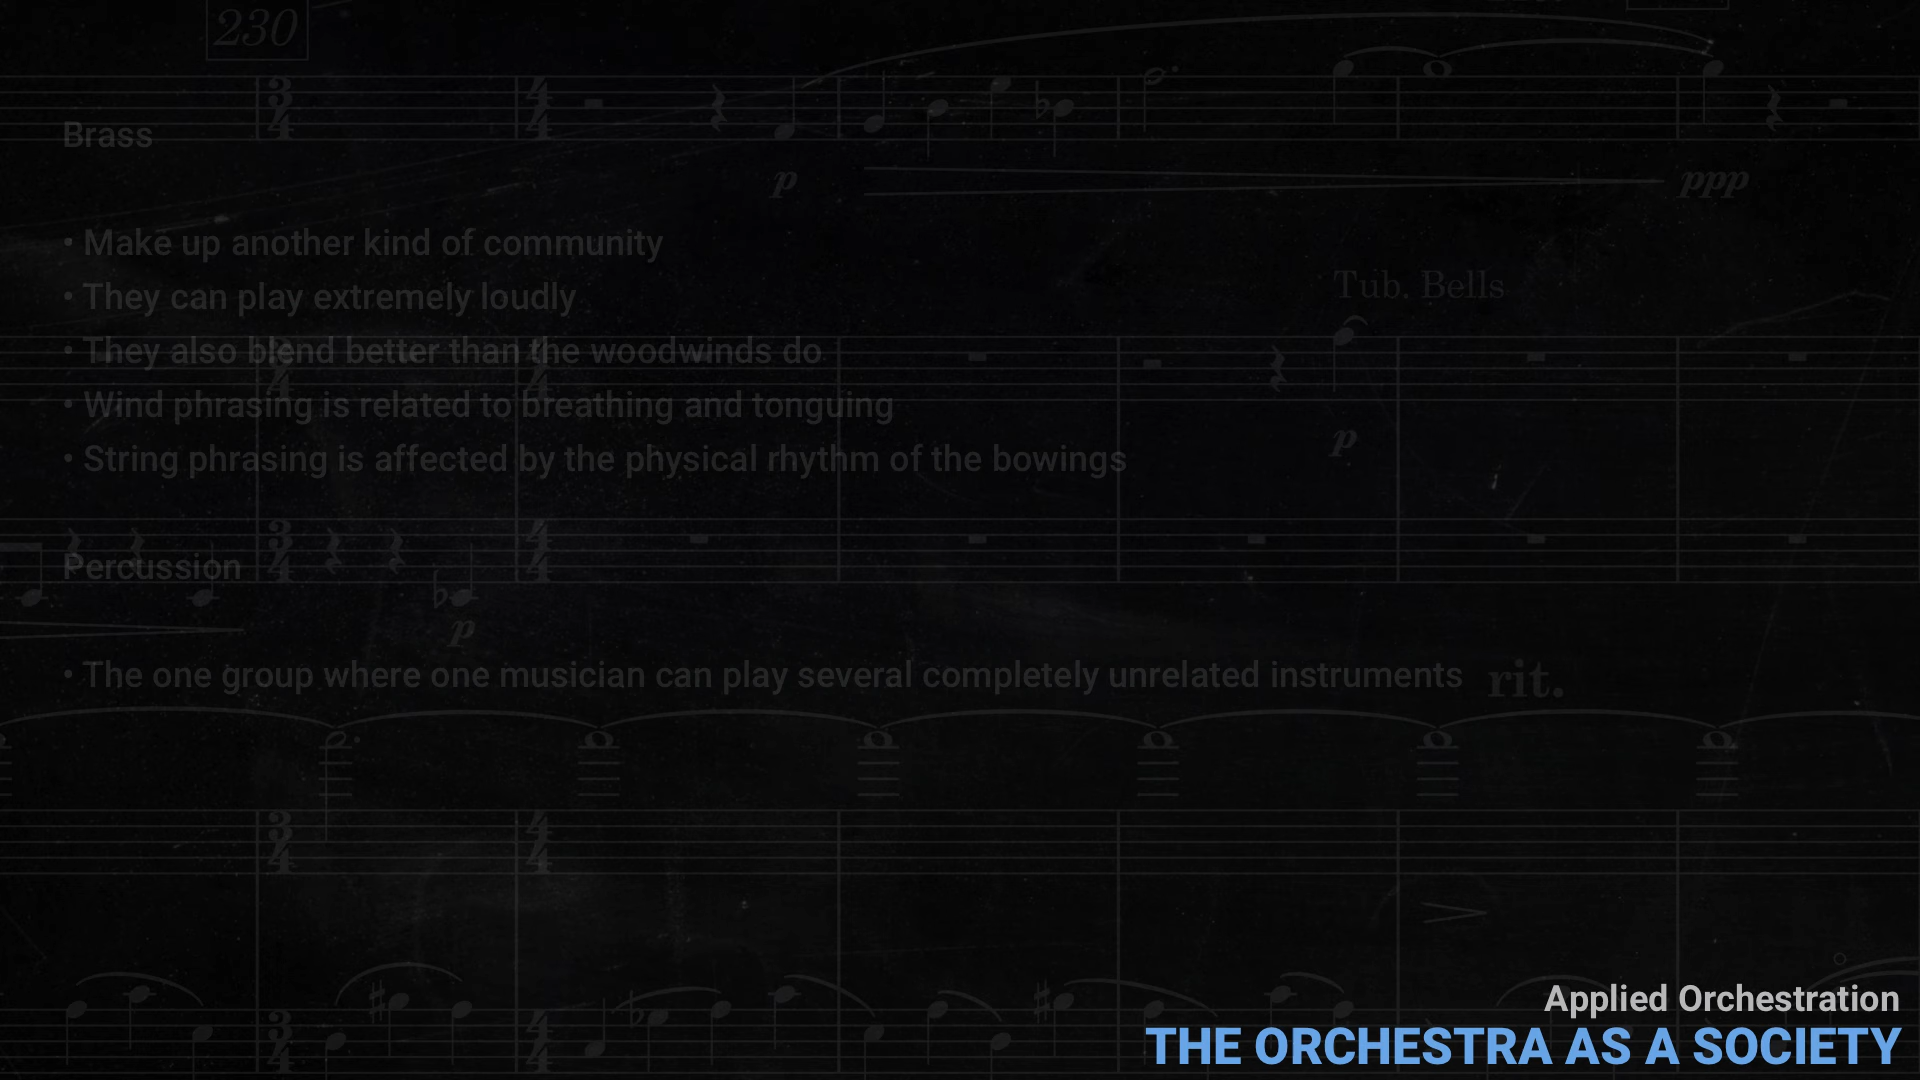 230
Brass
p
ppp
• Make up another kind of community
Tub. Bells
• They can play extremely loudly
• They also blend better than the woodwinds do
• Wind phrasing is related to breathing and tonguing
p
• String phrasing is affected by the physical rhythm of the bowings
Percussion
p
• The one group where one musician can play several completely unrelated instruments
rit.
Applied Orchestration
THE ORCHESTRA AS A SOCIETY